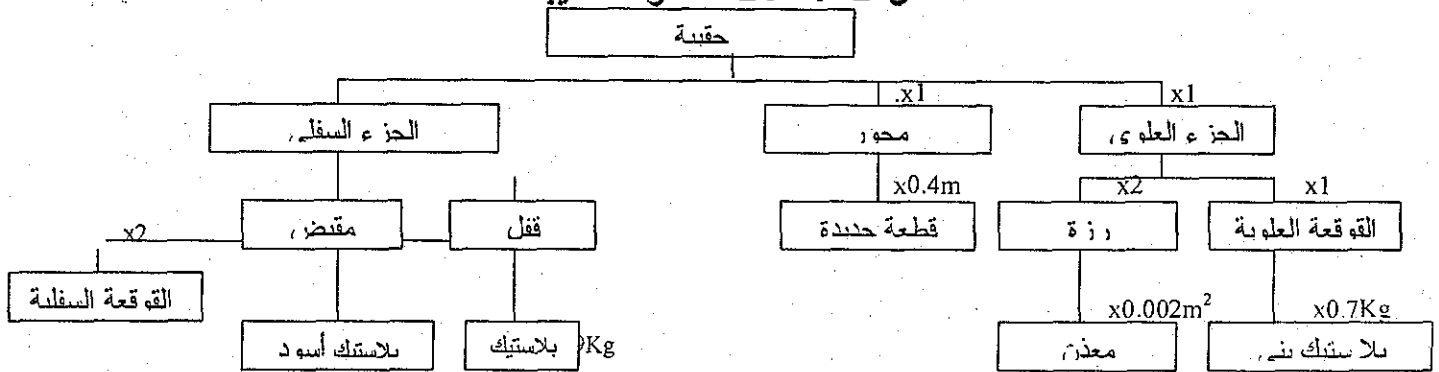 حقيبة
x1
.x1
الجزء العلوي
محور
الجزء السفلي
x1
x2
x0.4m
القوقعة العلوية
رزة
قطعة حديدة
قفل
مقبض
x2
القوقعة السفلية
x0.7Kg
x0.002m²
بلاستيك بني
معدن
بلاستيك
Kg
بلاستيك أسود